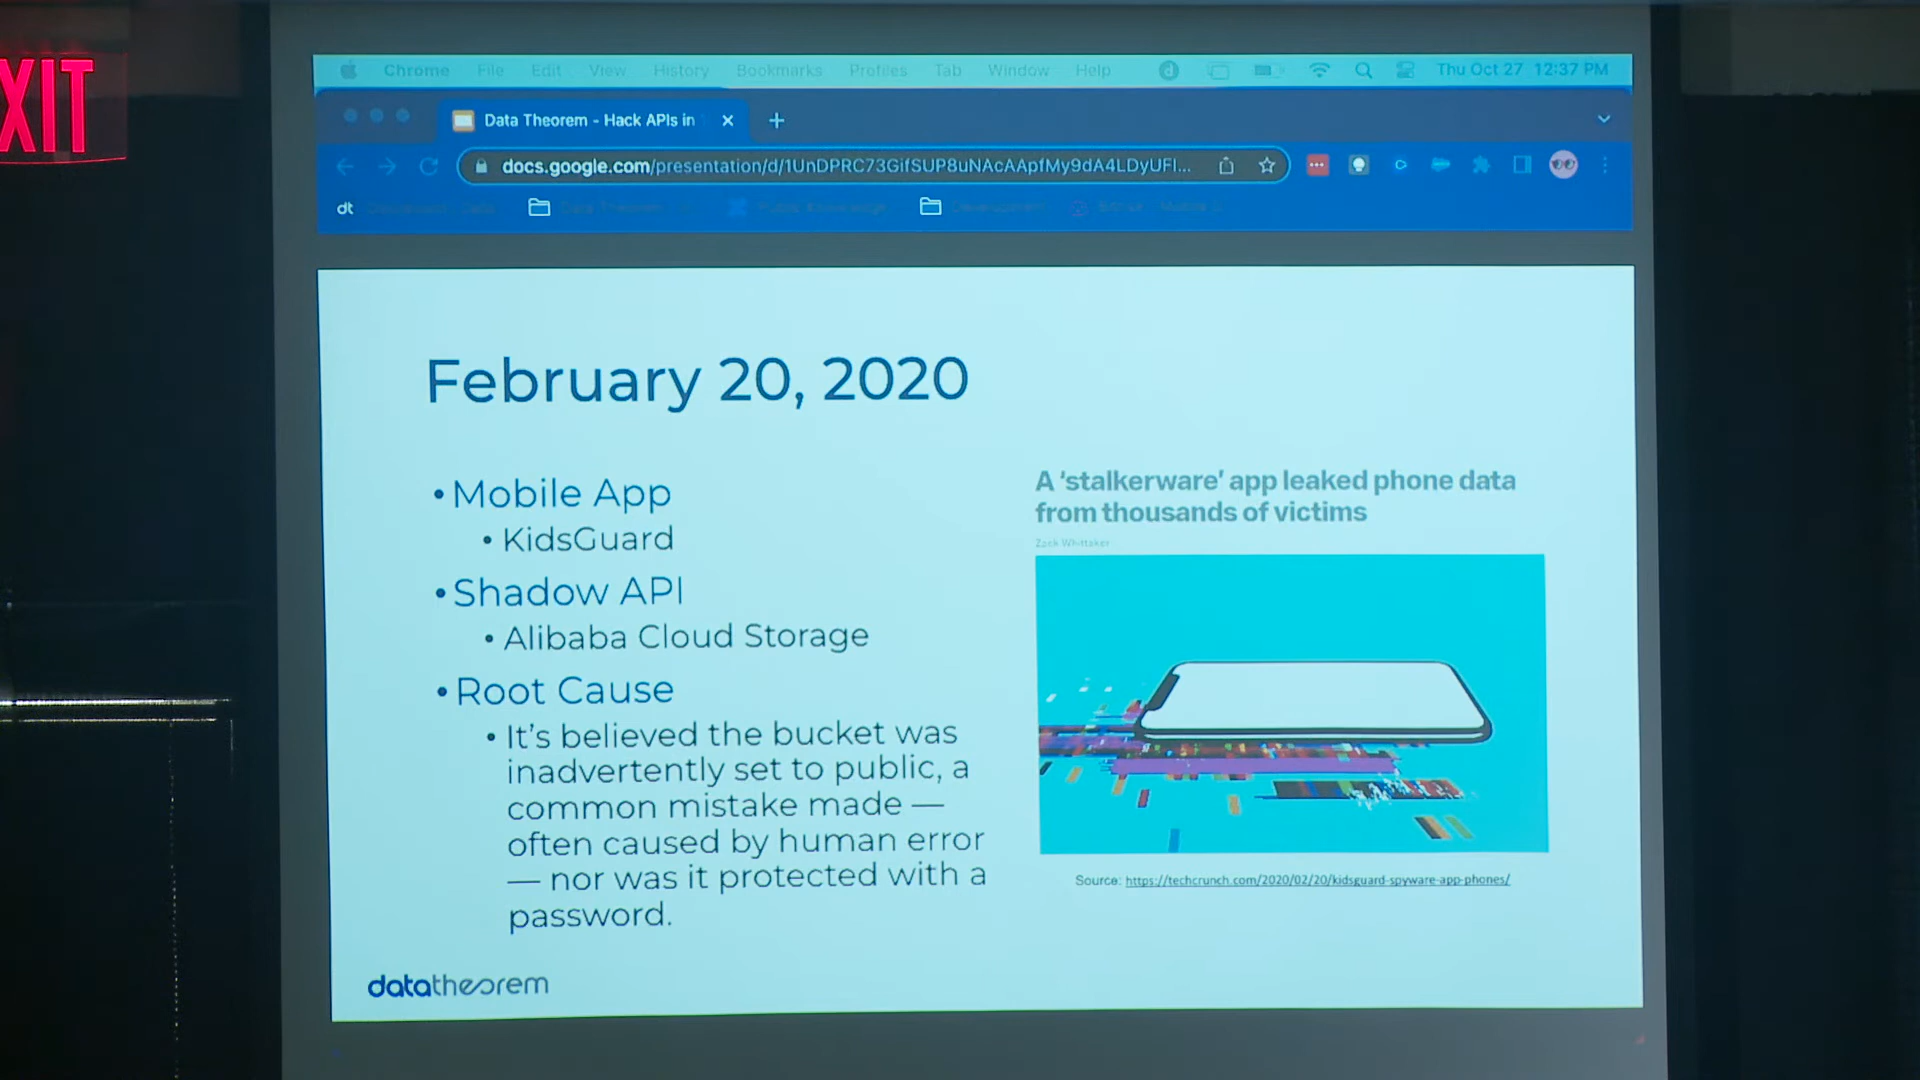 XIT
Chrome File Edit View History Bookmarks Profiles Tab Window Help Thu Oct 27 12:37 PM
Data Theorem - Hack APIs in
docs.google.com/presentation/d/1UnDPRC73GifSUP8uNAcAApfMy9dA4LDyUFI...
dt
February 20, 2020
• Mobile App
• KidsGuard
• Shadow API
• Alibaba Cloud Storage
• Root Cause
• It's believed the bucket was
inadvertently set to public, a
common mistake made —
often caused by human error
— nor was it protected with a
password.
A 'stalkerware' app leaked phone data
from thousands of victims
Zack Whittaker
Source: https://techcrunch.com/2020/02/20/kidsguard-spyware-app-phones/
datatheorem